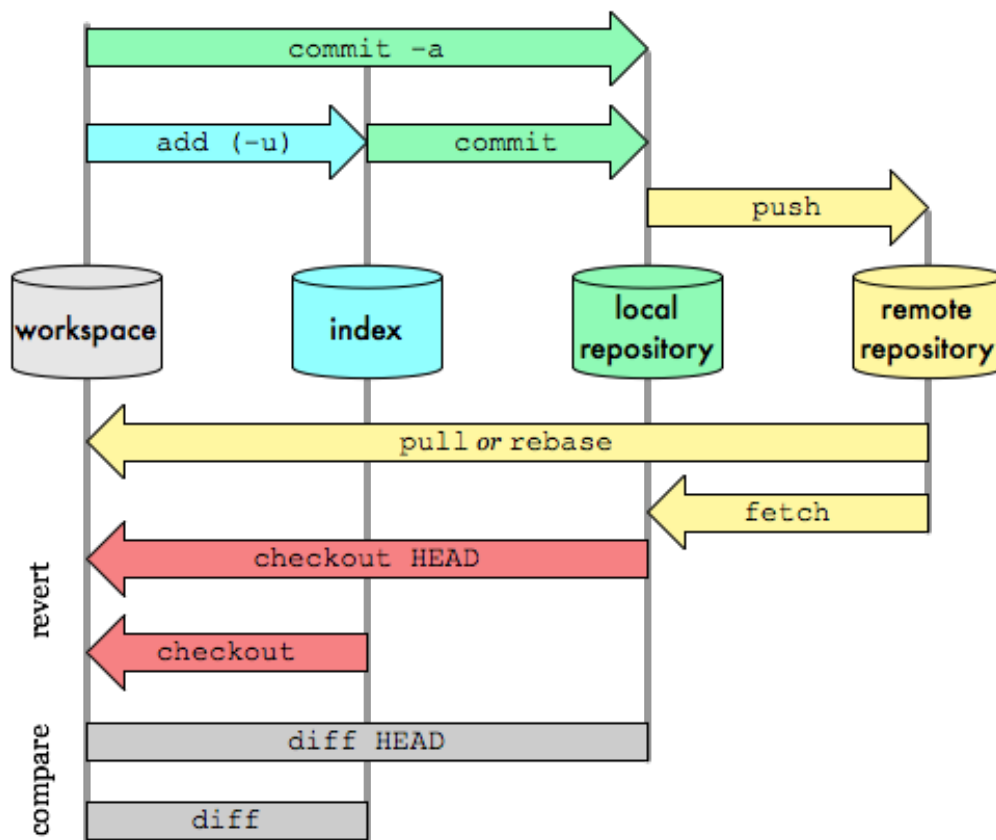 commit -a
add (-u)
commit
push
workspace
index
local
repository
remote
repository
pull or rebase
fetch
revert
checkout HEAD
checkout
compare
diff HEAD
diff